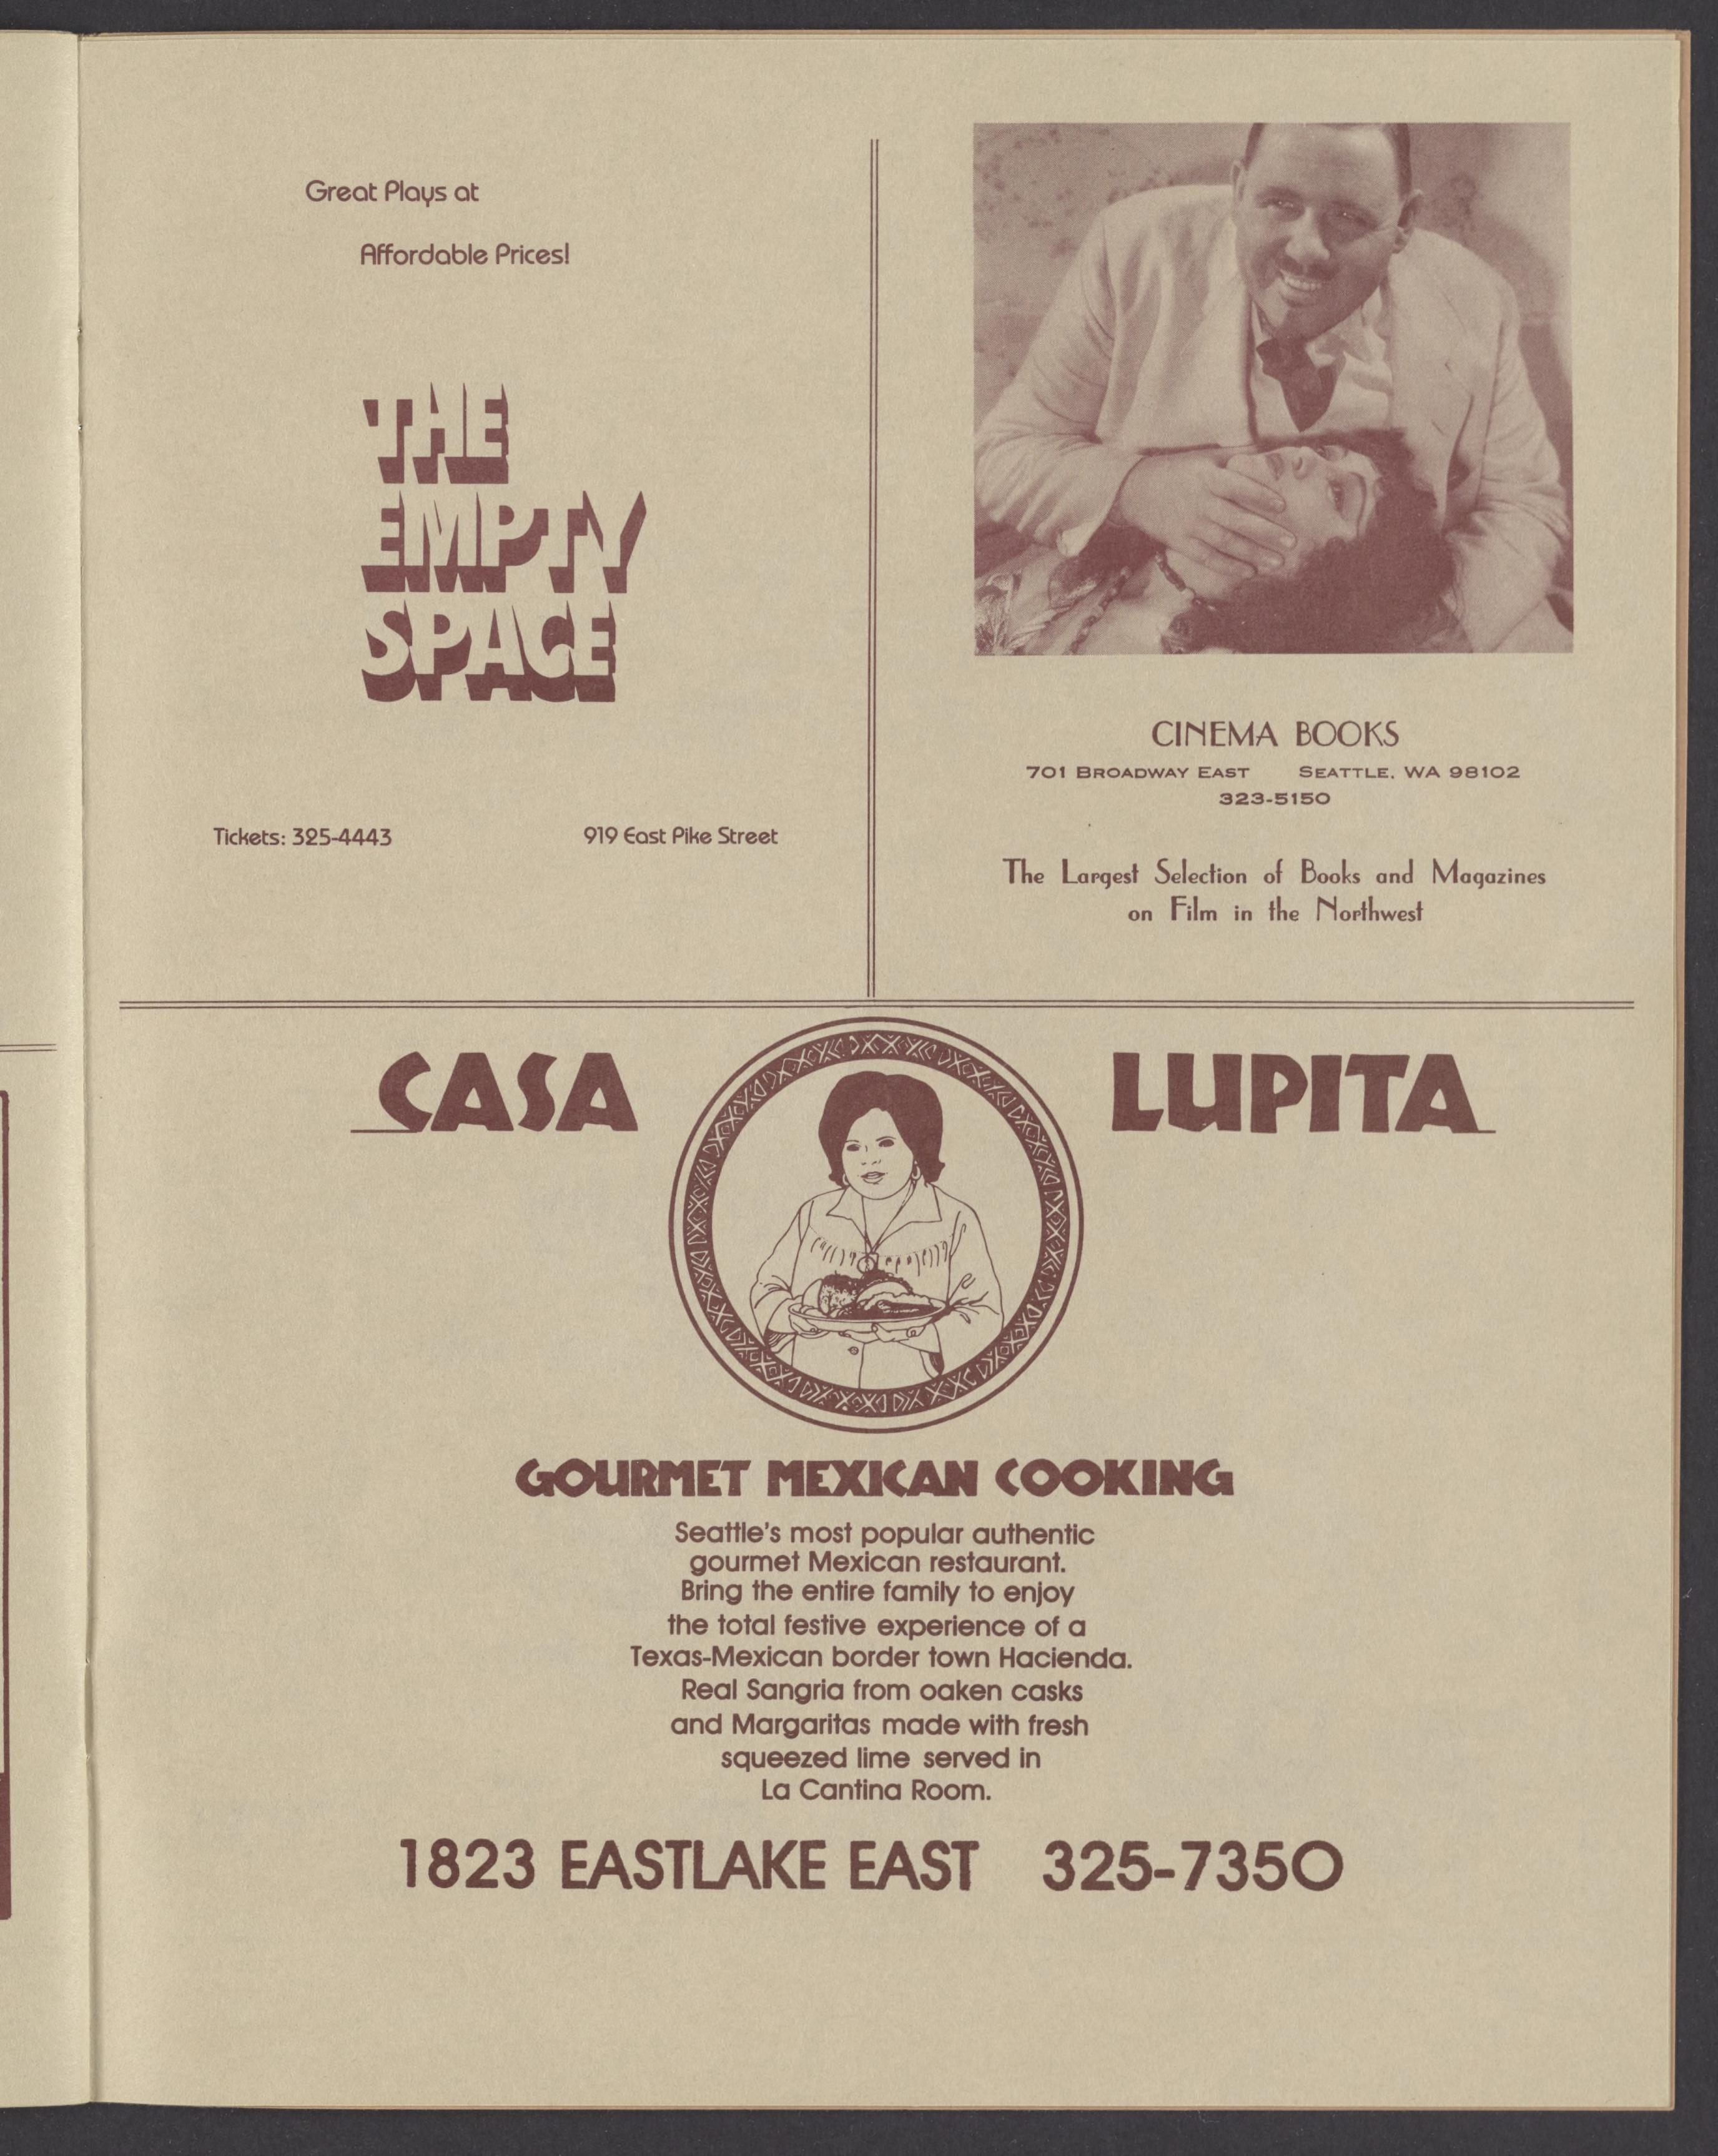 Great Plays at
Affordable Prices!
THE
EMPTY
SPACE
Tickets: 325-4443
919 East Pike Street
CINEMA BOOKS
701 BROADWAY EAST SEATTLE, WA 98102
323-5150
The Largest Selection of Books and Magazines
on Film in the Northwest
CASA LUPITA
GOURMET MEXICAN COOKING
Seattle's most popular authentic
gourmet Mexican restaurant.
Bring the entire family to enjoy
the total festive experience of a
Texas-Mexican border town Hacienda.
Real Sangria from oaken casks
and Margaritas made with fresh
squeezed lime served in
La Cantina Room.
1823 EASTLAKE EAST 325-7350